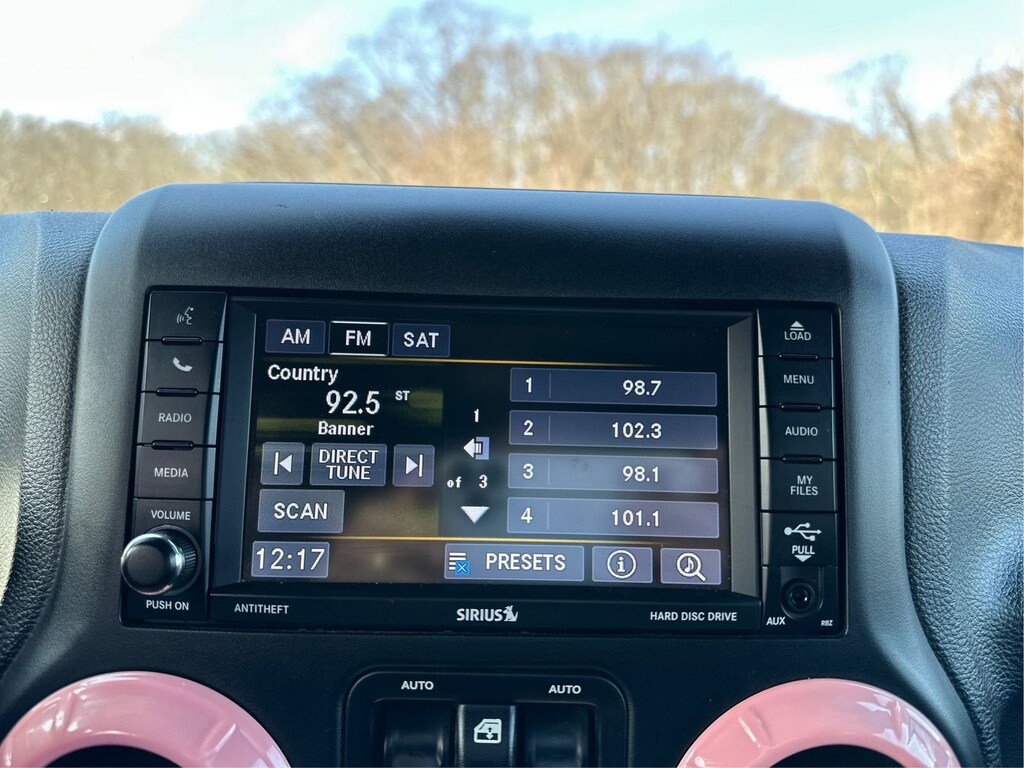 LOAD
AM FM SAT
MENU
Country
92.5 ST
Banner
1 98.7
2 102.3
3 98.1
4 101.1
1
of 3
RADIO
DIRECT
TUNE
AUDIO
MEDIA
MY
FILES
SCAN
VOLUME
PULL
12:17
PRESETS
i
PUSH ON
ANTITHEFT
SIRIUS
HARD DISC DRIVE
AUX
RBZ
AUTO
AUTO